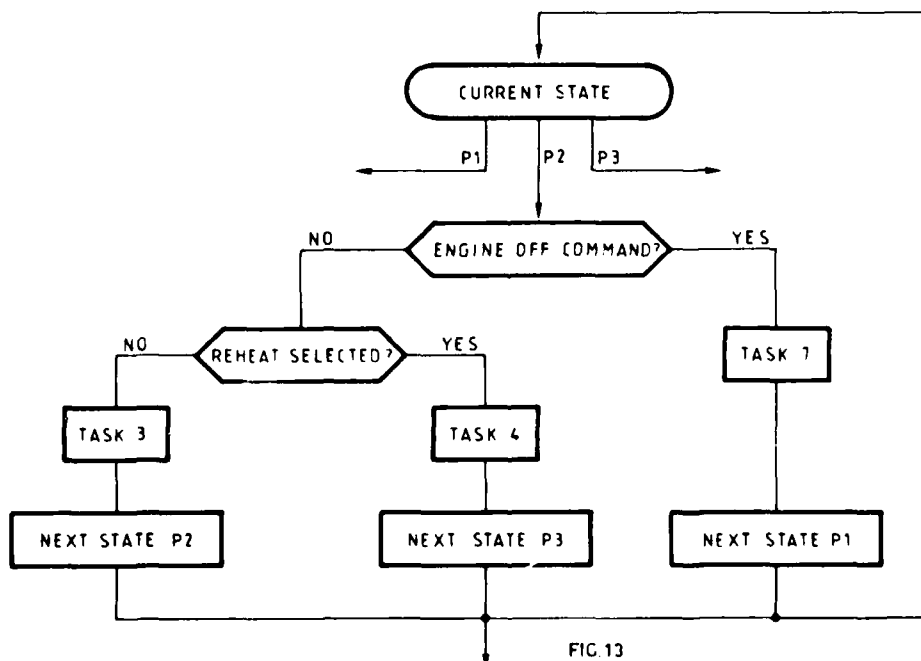 CURRENT STATE
P1 P2 P3
NO ENGINE OFF COMMAND? YES
NO REHEAT SELECTED? YES
TASK 7
TASK 3 TASK 4
NEXT STATE P2 NEXT STATE P3 NEXT STATE P1
FIG.13